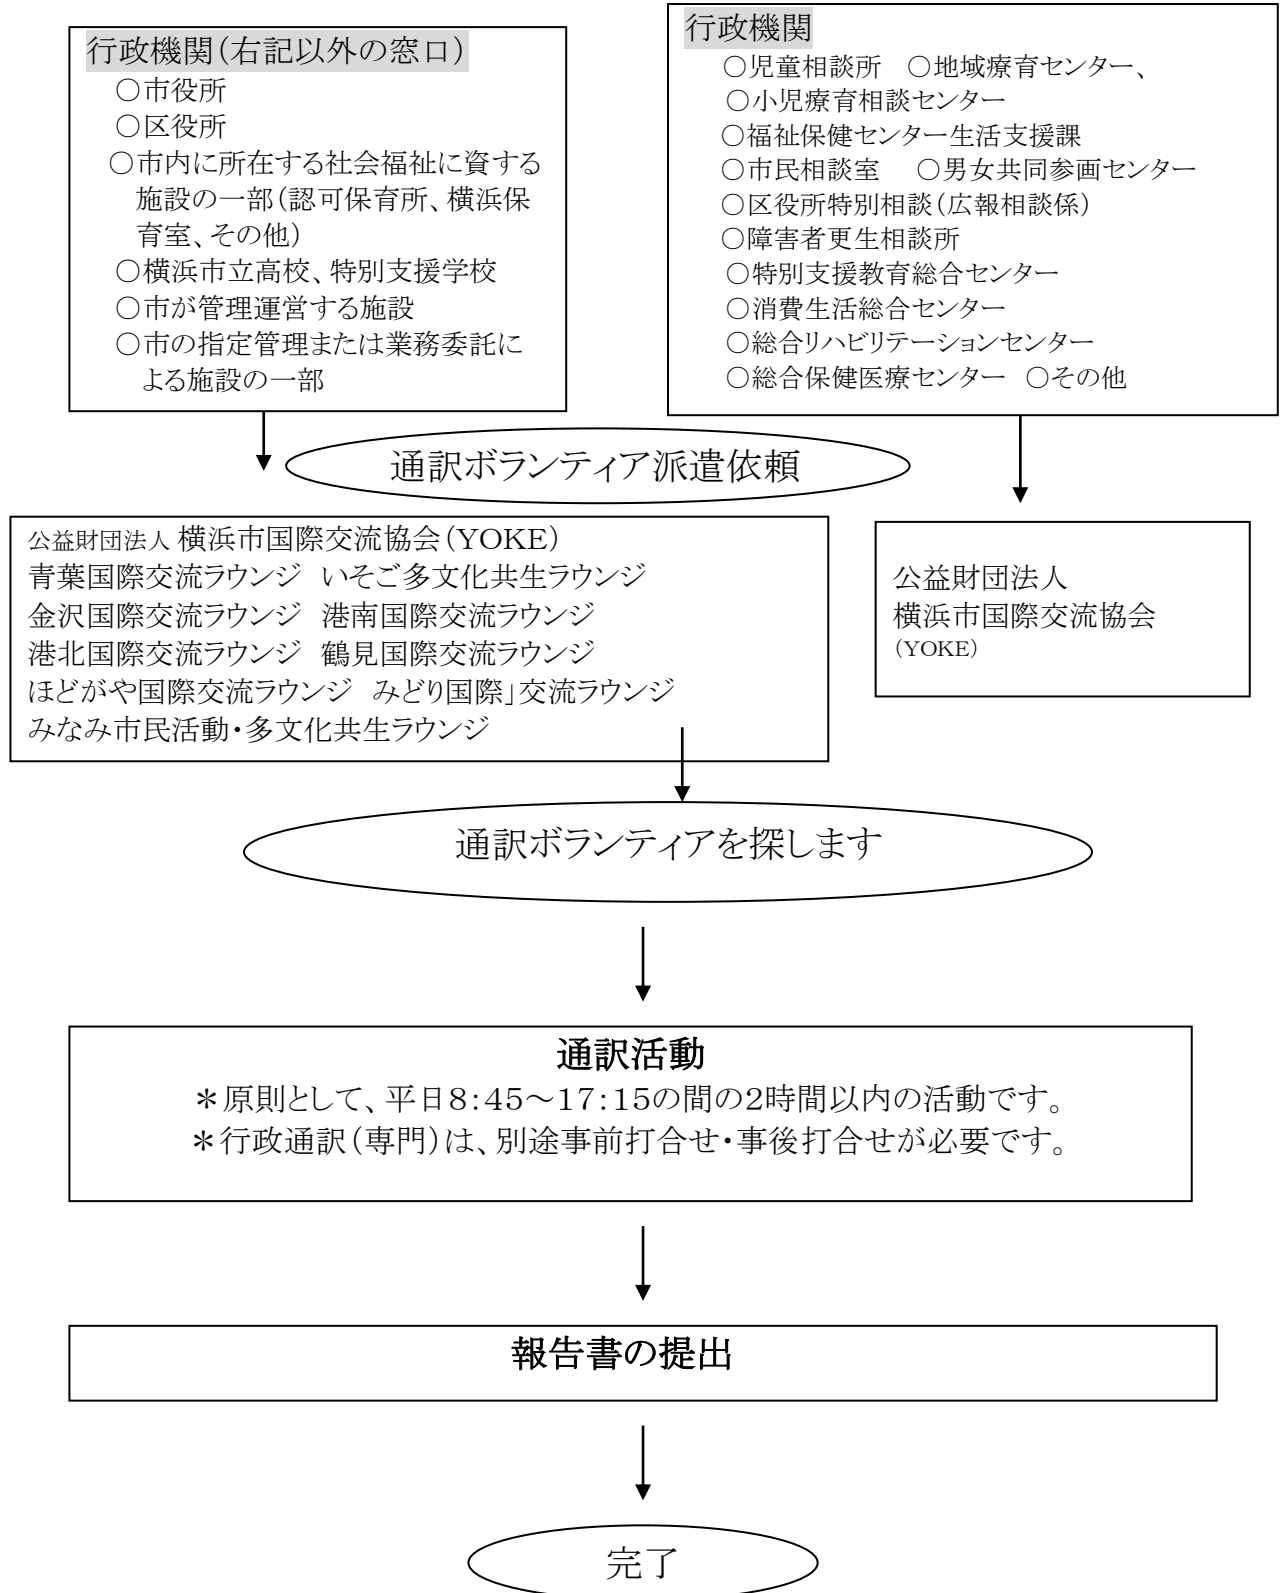 行政機関(右記以外の窓口)
○市役所
○区役所
○市内に所在する社会福祉に資する
施設の一部(認可保育所、横浜保
育室、その他)
○横浜市立高校、特別支援学校
○市が管理運営する施設
○市の指定管理または業務委託に
よる施設の一部
行政機関
○児童相談所　○地域療育センター、
○小児療育相談センター
○福祉保健センター生活支援課
○市民相談室　○男女共同参画センター
○区役所特別相談(広報相談係)
○障害者更生相談所
○特別支援教育総合センター
○消費生活総合センター
○総合リハビリテーションセンター
○総合保健医療センター　○その他
通訳ボランティア派遣依頼
公益財団法人 横浜市国際交流協会(YOKE)
青葉国際交流ラウンジ　いそご多文化共生ラウンジ
金沢国際交流ラウンジ　港南国際交流ラウンジ
港北国際交流ラウンジ　鶴見国際交流ラウンジ
ほどがや国際交流ラウンジ　みどり国際」交流ラウンジ
みなみ市民活動・多文化共生ラウンジ
公益財団法人
横浜市国際交流協会
(YOKE)
通訳ボランティアを探します
通訳活動
＊原則として、平日8:45～17:15の間の2時間以内の活動です。
＊行政通訳(専門)は、別途事前打合せ・事後打合せが必要です。
報告書の提出
完了